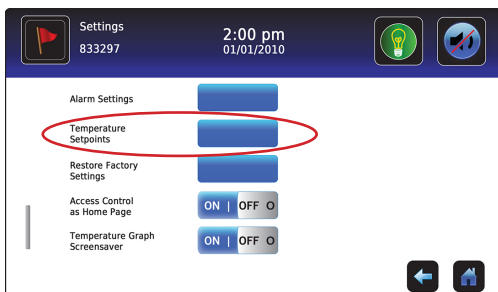 Settings
833297
2:00 pm
01/01/2010
Alarm Settings
Temperature
Setpoints
Restore Factory
Settings
Access Control
as Home Page
ON | OFF O
Temperature Graph
Screensaver
ON | OFF O